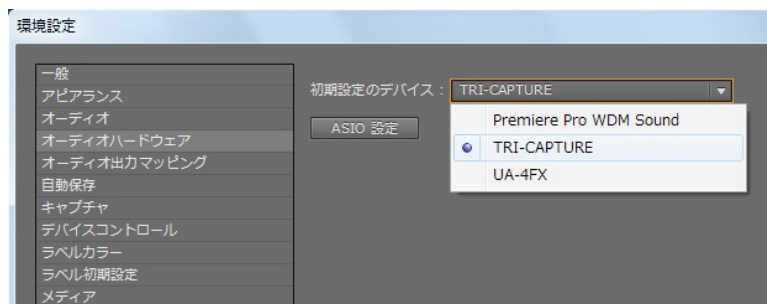 環境設定
一般
アピアランス
オーディオ
オーディオハードウェア
オーディオ出力マッピング
自動保存
キャプチャ
デバイスコントロール
ラベルカラー
ラベル初期設定
メディア
初期設定のデバイス : TRI-CAPTURE
ASIO 設定
Premiere Pro WDM Sound
TRI-CAPTURE
UA-4FX